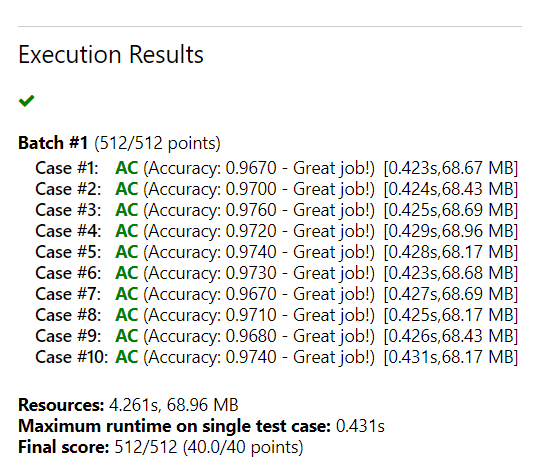 Execution Results
Batch #1 (512/512 points)
Case #1: AC (Accuracy: 0.9670 - Great job!) [0.423s,68.67 MB]
Case #2: AC (Accuracy: 0.9700 - Great job!) [0.424s,68.43 MB]
Case #3: AC (Accuracy: 0.9760 - Great job!) [0.425s,68.69 MB]
Case #4: AC (Accuracy: 0.9720 - Great job!) [0.429s,68.96 MB]
Case #5: AC (Accuracy: 0.9740 - Great job!) [0.428s,68.17 MB]
Case #6: AC (Accuracy: 0.9730 - Great job!) [0.423s,68.68 MB]
Case #7: AC (Accuracy: 0.9670 - Great job!) [0.427s,68.69 MB]
Case #8: AC (Accuracy: 0.9710 - Great job!) [0.425s,68.17 MB]
Case #9: AC (Accuracy: 0.9680 - Great job!) [0.426s,68.43 MB]
Case #10: AC (Accuracy: 0.9740 - Great job!) [0.431s,68.17 MB]
Resources: 4.261s, 68.96 MB
Maximum runtime on single test case: 0.431s
Final score: 512/512 (40.0/40 points)